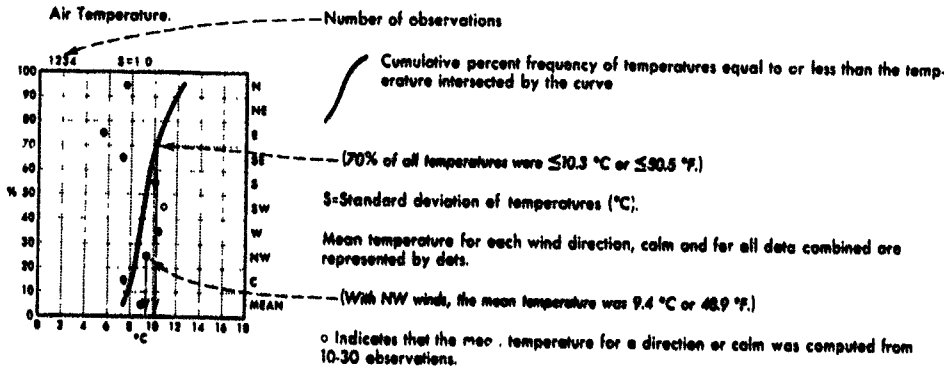 Air Temperature.
Number of observations
1234 S=1 0
100
90
80
70
60
% 50
40
30
20
10
0
N
NE
E
SE
S
SW
W
NW
C
MEAN
0 2 4 6 8 10 12 14 16 18
°C
Cumulative percent frequency of temperatures equal to or less than the temp-
erature intersected by the curve
(70% of all temperatures were ≤10.3 °C or ≤50.5 °F.)
S=Standard deviation of temperatures (°C).
Mean temperature for each wind direction, calm and for all data combined are
represented by dots.
(With NW winds, the mean temperature was 9.4 °C or 48.9 °F.)
o Indicates that the temperature for a direction or calm was computed from
10-30 observations.